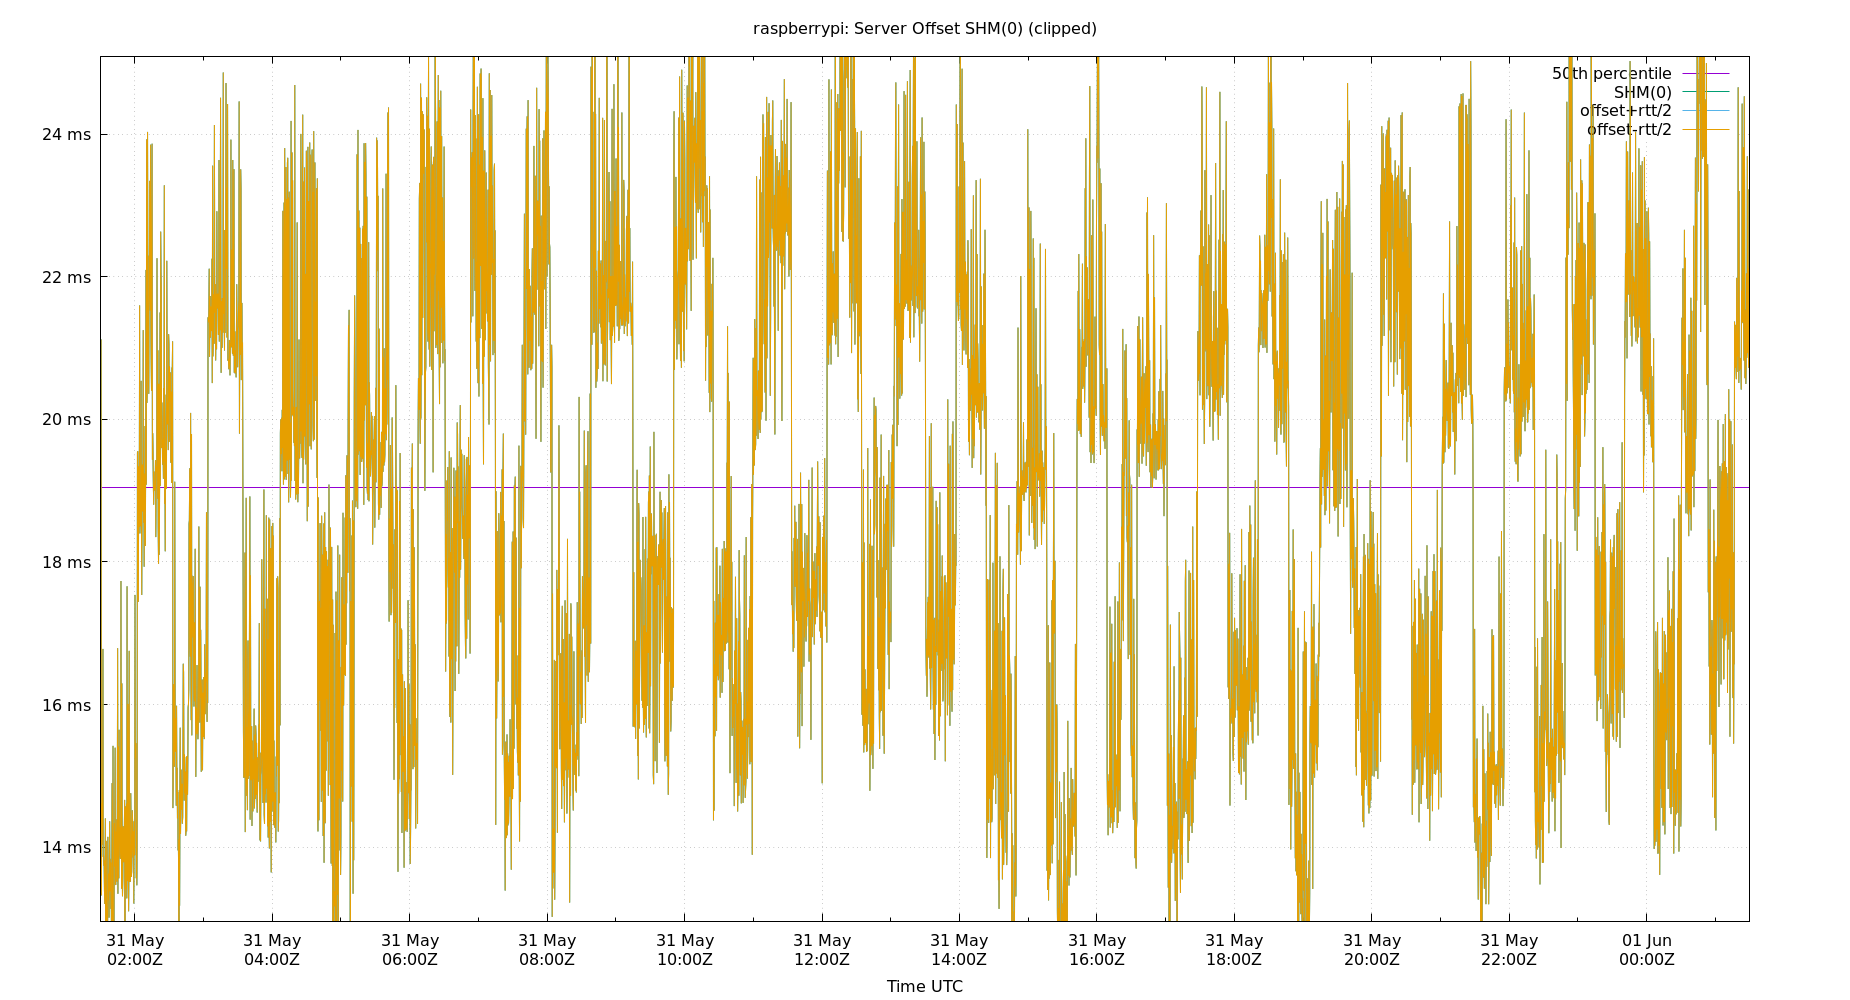 raspberrypi: Server Offset SHM(0) (clipped)
50th percentile
SHM(0)
offset+rtt/2
offset-rtt/2
24 ms
22 ms
20 ms
18 ms
16 ms
14 ms
31 May 31 May 31 May 31 May 31 May 31 May 31 May 31 May 31 May 31 May 31 May 01 Jun
02:00Z 04:00Z 06:00Z 08:00Z 10:00Z 12:00Z 14:00Z 16:00Z 18:00Z 20:00Z 22:00Z 00:00Z
Time UTC